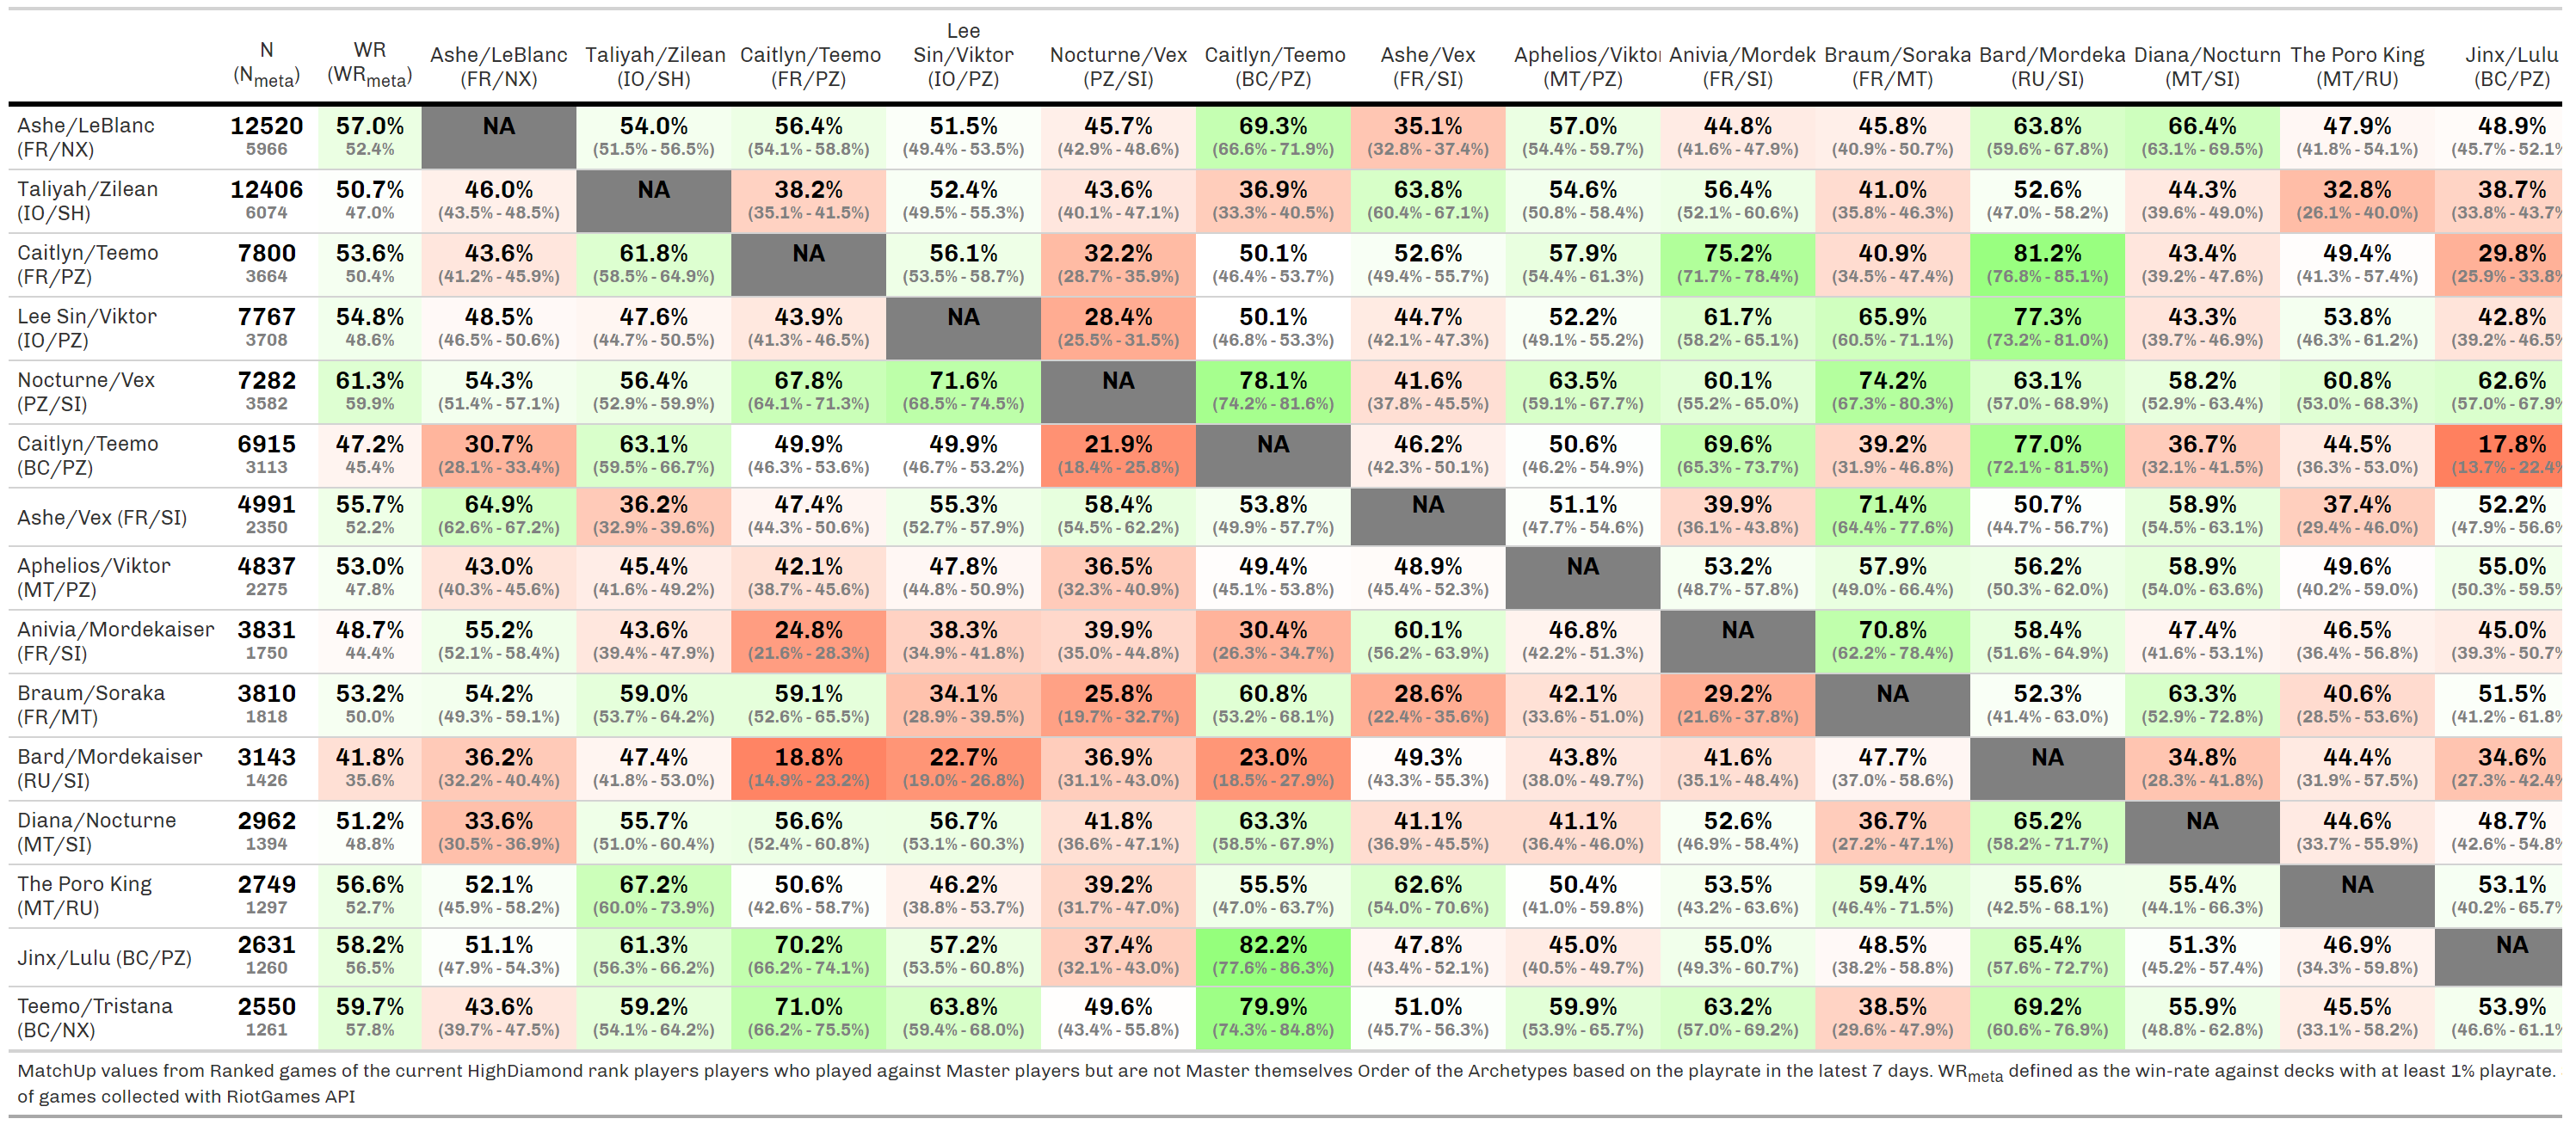 Lee
N WR Ashe/LeBlanc Taliyah/Zilean Caitlyn/Teemo Sin/Viktor Nocturne/Vex Caitlyn/Teemo Ashe/Vex Aphelios/Vikto Anivia/Mordek Braum/Soraka Bard/Mordeka Diana/Nocturn The Poro King Jinx/Lulu
(Nmeta) (WRmeta) (FR/NX) (IO/SH) (FR/PZ) (IO/PZ) (PZ/SI) (BC/PZ) (FR/SI) (MT/PZ) (FR/SI) (FR/MT) (RU/SI) (MT/SI) (MT/RU) (BC/PZ)
Ashe/LeBlanc 12520 57.0% NA 54.0% 56.4% 51.5% 45.7% 69.3% 35.1% 57.0% 44.8% 45.8% 63.8% 66.4% 47.9% 48.9%
(FR/NX) 5966 52.4% (51.5% - 56.5%) (54.1% - 58.8%) (49.4% - 53.5%) (42.9% - 48.6%) (66.6% - 71.9%) (32.8% - 37.4%) (54.4% - 59.7%) (41.6% - 47.9%) (40.9% - 50.7%) (59.6% - 67.8%) (63.1% - 69.5%) (41.8% - 54.1%) (45.7% - 52.1%
Taliyah/Zilean 12406 50.7% 46.0% NA 38.2% 52.4% 43.6% 36.9% 63.8% 54.6% 56.4% 41.0% 52.6% 44.3% 32.8% 38.7%
(IO/SH) 6074 47.0% (43.5% - 48.5%) (35.1% - 41.5%) (49.5% - 55.3%) (40.1% - 47.1%) (33.3% - 40.5%) (60.4% - 67.1%) (50.8% - 58.4%) (52.1% - 60.6%) (35.8% - 46.3%) (47.0% - 58.2%) (39.6% - 49.0%) (26.1% - 40.0%) (33.8% - 43.7%
Caitlyn/Teemo 7800 53.6% 43.6% 61.8% NA 56.1% 32.2% 50.1% 52.6% 57.9% 75.2% 40.9% 81.2% 43.4% 49.4% 29.8%
(FR/PZ) 3664 50.4% (41.2% - 45.9%) (58.5% - 64.9%) (53.5% - 58.7%) (28.7% - 35.9%) (46.4% - 53.7%) (49.4% - 55.7%) (54.4% - 61.3%) (71.7% - 78.4%) (34.5% - 47.4%) (76.8% - 85.1%) (39.2% - 47.6%) (41.3% - 57.4%) (25.9% - 33.8%
Lee Sin/Viktor 7767 54.8% 48.5% 47.6% 43.9% NA 28.4% 50.1% 44.7% 52.2% 61.7% 65.9% 77.3% 43.3% 53.8% 42.8%
(IO/PZ) 3708 48.6% (46.5% - 50.6%) (44.7% - 50.5%) (41.3% - 46.5%) (25.5% - 31.5%) (46.8% - 53.3%) (42.1% - 47.3%) (49.1% - 55.2%) (58.2% - 65.1%) (60.5% - 71.1%) (73.2% - 81.0%) (39.7% - 46.9%) (46.3% - 61.2%) (39.2% - 46.5%
Nocturne/Vex 7282 61.3% 54.3% 56.4% 67.8% 71.6% NA 78.1% 41.6% 63.5% 60.1% 74.2% 63.1% 58.2% 60.8% 62.6%
(PZ/SI) 3582 59.9% (51.4% - 57.1%) (52.9% - 59.9%) (64.1% - 71.3%) (68.5% - 74.5%) (74.2% - 81.6%) (37.8% - 45.5%) (59.1% - 67.7%) (55.2% - 65.0%) (67.3% - 80.3%) (57.0% - 68.9%) (52.9% - 63.4%) (53.0% - 68.3%) (57.0% - 67.9%
Caitlyn/Teemo 6915 47.2% 30.7% 63.1% 49.9% 49.9% 21.9% NA 46.2% 50.6% 69.6% 39.2% 77.0% 36.7% 44.5% 17.8%
(BC/PZ) 3113 45.4% (28.1% - 33.4%) (59.5% - 66.7%) (46.3% - 53.6%) (46.7% - 53.2%) (18.4% - 25.8%) (42.3% - 50.1%) (46.2% - 54.9%) (65.3% - 73.7%) (31.9% - 46.8%) (72.1% - 81.5%) (32.1% - 41.5%) (36.3% - 53.0%) (13.7% - 22.4%
Ashe/Vex (FR/SI) 4991 55.7% 64.9% 36.2% 47.4% 55.3% 58.4% 53.8% NA 51.1% 39.9% 71.4% 50.7% 58.9% 37.4% 52.2%
2350 52.2% (62.6% - 67.2%) (32.9% - 39.6%) (44.3% - 50.6%) (52.7% - 57.9%) (54.5% - 62.2%) (49.9% - 57.7%) (47.7% - 54.6%) (36.1% - 43.8%) (64.4% - 77.6%) (44.7% - 56.7%) (54.5% - 63.1%) (29.4% - 46.0%) (47.9% - 56.6%
Aphelios/Viktor 4837 53.0% 43.0% 45.4% 42.1% 47.8% 36.5% 49.4% 48.9% NA 53.2% 57.9% 56.2% 58.9% 49.6% 55.0%
(MT/PZ) 2275 47.8% (40.3% - 45.6%) (41.6% - 49.2%) (38.7% - 45.6%) (44.8% - 50.9%) (32.3% - 40.9%) (45.1% - 53.8%) (45.4% - 52.3%) (48.7% - 57.8%) (49.0% - 66.4%) (50.3% - 62.0%) (54.0% - 63.6%) (40.2% - 59.0%) (50.3% - 59.5%
Anivia/Mordekaiser 3831 48.7% 55.2% 43.6% 24.8% 38.3% 39.9% 30.4% 60.1% 46.8% NA 70.8% 58.4% 47.4% 46.5% 45.0%
(FR/SI) 1750 44.4% (52.1% - 58.4%) (39.4% - 47.9%) (21.6% - 28.3%) (34.9% - 41.8%) (35.0% - 44.8%) (26.3% - 34.7%) (56.2% - 63.9%) (42.2% - 51.3%) (62.2% - 78.4%) (51.6% - 64.9%) (41.6% - 53.1%) (36.4% - 56.8%) (39.3% - 50.7%
Braum/Soraka 3810 53.2% 54.2% 59.0% 59.1% 34.1% 25.8% 60.8% 28.6% 42.1% 29.2% NA 52.3% 63.3% 40.6% 51.5%
(FR/MT) 1818 50.0% (49.3% - 59.1%) (53.7% - 64.2%) (52.6% - 65.5%) (28.9% - 39.5%) (19.7% - 32.7%) (53.2% - 68.1%) (22.4% - 35.6%) (33.6% - 51.0%) (21.6% - 37.8%) (41.4% - 63.0%) (52.9% - 72.8%) (28.5% - 53.6%) (41.2% - 61.8%
Bard/Mordekaiser 3143 41.8% 36.2% 47.4% 18.8% 22.7% 36.9% 23.0% 49.3% 43.8% 41.6% 47.7% NA 34.8% 44.4% 34.6%
(RU/SI) 1426 35.6% (32.2% - 40.4%) (41.8% - 53.0%) (14.9% - 23.2%) (19.0% - 26.8%) (31.1% - 43.0%) (18.5% - 27.9%) (43.3% - 55.3%) (38.0% - 49.7%) (35.1% - 48.4%) (37.0% - 58.6%) (28.3% - 41.8%) (31.9% - 57.5%) (27.3% - 42.4%
Diana/Nocturne 2962 51.2% 33.6% 55.7% 56.6% 56.7% 41.8% 63.3% 41.1% 41.1% 52.6% 36.7% 65.2% NA 44.6% 48.7%
(MT/SI) 1394 48.8% (30.5% - 36.9%) (51.0% - 60.4%) (52.4% - 60.8%) (53.1% - 60.3%) (36.6% - 47.1%) (58.5% - 67.9%) (36.9% - 45.5%) (36.4% - 46.0%) (46.9% - 58.4%) (27.2% - 47.1%) (58.2% - 71.7%) (33.7% - 55.9%) (42.6% - 54.8%
The Poro King 2749 56.6% 52.1% 67.2% 50.6% 46.2% 39.2% 55.5% 62.6% 50.4% 53.5% 59.4% 55.6% 55.4% NA 53.1%
(MT/RU) 1297 52.7% (45.9% - 58.2%) (60.0% - 73.9%) (42.6% - 58.7%) (38.8% - 53.7%) (31.7% - 47.0%) (47.0% - 63.7%) (54.0% - 70.6%) (41.0% - 59.8%) (43.2% - 63.6%) (46.4% - 71.5%) (42.5% - 68.1%) (44.1% - 66.3%) (40.2% - 65.7%
Jinx/Lulu (BC/PZ) 2631 58.2% 51.1% 61.3% 70.2% 57.2% 37.4% 82.2% 47.8% 45.0% 55.0% 48.5% 65.4% 51.3% 46.9% NA
1260 56.5% (47.9% - 54.3%) (56.3% - 66.2%) (66.2% - 74.1%) (53.5% - 60.8%) (32.1% - 43.0%) (77.6% - 86.3%) (43.4% - 52.1%) (40.5% - 49.7%) (49.3% - 60.7%) (38.2% - 58.8%) (57.6% - 72.7%) (45.2% - 57.4%) (34.3% - 59.8%)
Teemo/Tristana 2550 59.7% 43.6% 59.2% 71.0% 63.8% 49.6% 79.9% 51.0% 59.9% 63.2% 38.5% 69.2% 55.9% 45.5% 53.9%
(BC/NX) 1261 57.8% (39.7% - 47.5%) (54.1% - 64.2%) (66.2% - 75.5%) (59.4% - 68.0%) (43.4% - 55.8%) (74.3% - 84.8%) (45.7% - 56.3%) (53.9% - 65.7%) (57.0% - 69.2%) (29.6% - 47.9%) (60.6% - 76.9%) (48.8% - 62.8%) (33.1% - 58.2%) (46.6% - 61.1%
MatchUp values from Ranked games of the current HighDiamond rank players players who played against Master players but are not Master themselves Order of the Archetypes based on the playrate in the latest 7 days. WRmeta defined as the win-rate against decks with at least 1% playrate.
of games collected with RiotGames API